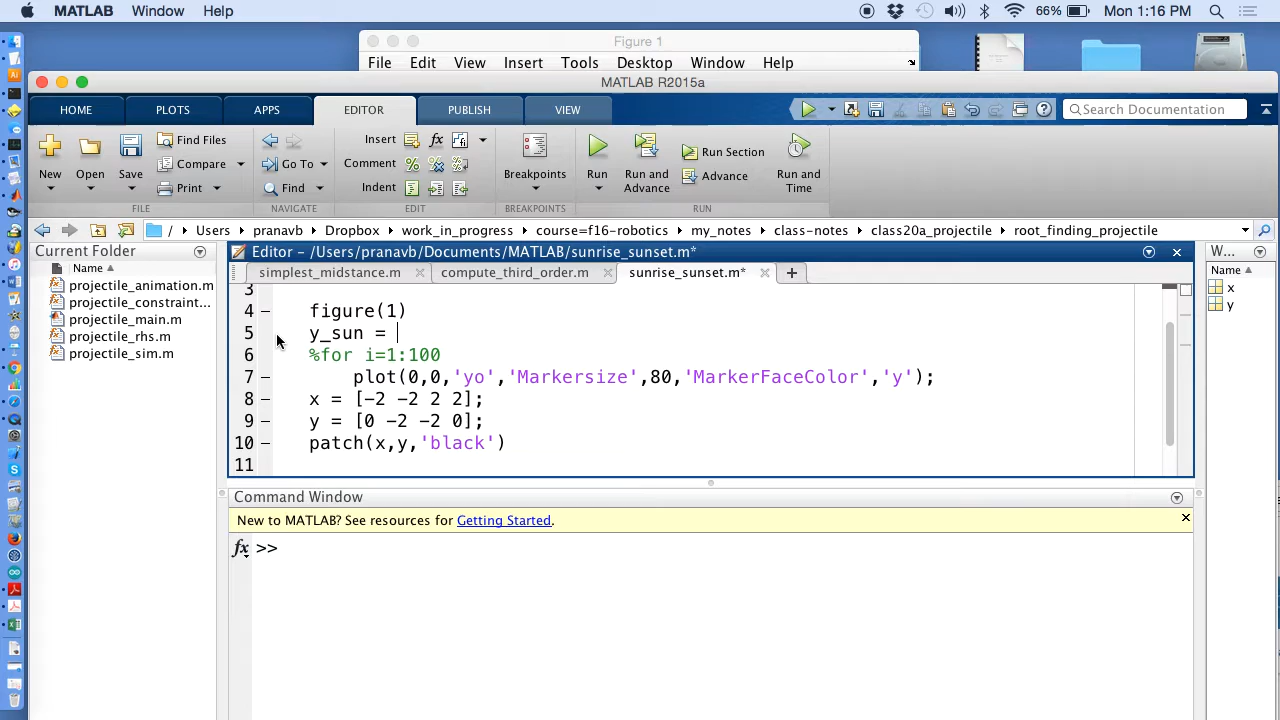 MATLAB Window Help 66% Mon 1:16 PM
Figure 1
File Edit View Insert Tools Desktop Window Help
MATLAB R2015a
HOME PLOTS APPS EDITOR PUBLISH VIEW Search Documentation
New Open Save Find Files Compare Print
Insert fx Comment % Indent
Go To Find
Breakpoints Run Run and Advance Run Section Advance Run and Time
FILE NAVIGATE EDIT BREAKPOINTS RUN
/ Users pranavb Dropbox work_in_progress course=f16-robotics my_notes class-notes class20a_projectile root_finding_projectile
Current Folder
Name
projectile_animation.m
projectile_constraint...
projectile_main.m
projectile_rhs.m
projectile_sim.m
Editor - /Users/pranavb/Documents/MATLAB/sunrise_sunset.m*
simplest_midstance.m compute_third_order.m sunrise_sunset.m*
3
4 figure(1)
5 y_sun =
6 %for i=1:100
7 plot(0,0,'yo','Markersize',80,'MarkerFaceColor','y');
8 x = [-2 -2 2 2];
9 y = [0 -2 -2 0];
10 patch(x,y,'black')
11
Command Window
New to MATLAB? See resources for Getting Started.
fx >>
W...
Name
x
y